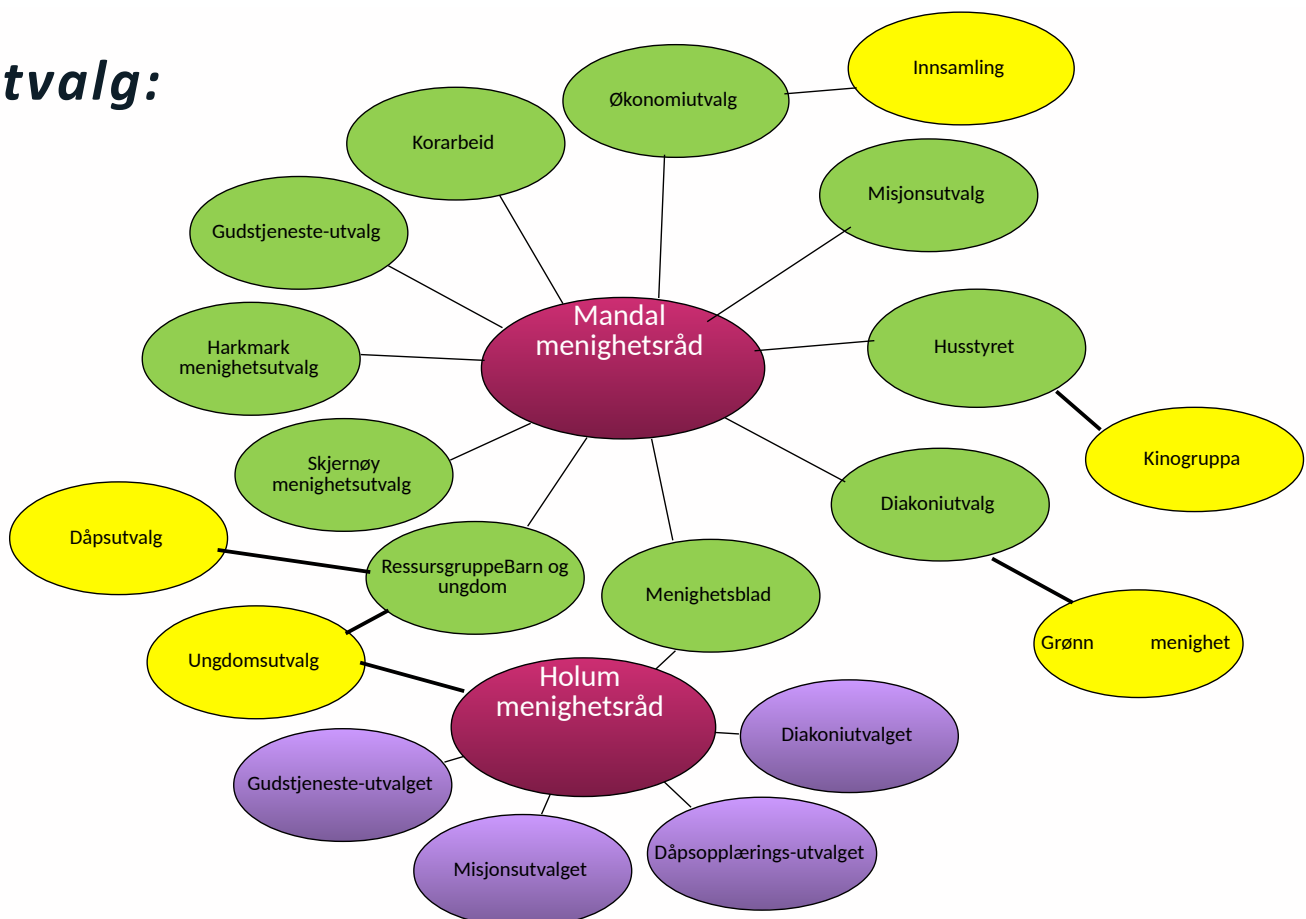 tvalg:
Innsamling
Økonomiutvalg
Korarbeid
Misjonsutvalg
Gudstjeneste-utvalg
Mandal
menighetsråd
Harkmark
menighetsutvalg
Husstyret
Kinogruppa
Skjernøy
menighetsutvalg
Diakoniutvalg
Dåpsutvalg
RessursgruppeBarn og
ungdom
Menighetsblad
Grønn menighet
Ungdomsutvalg
Holum
menighetsråd
Diakoniutvalget
Gudstjeneste-utvalget
Dåpsopplærings-utvalget
Misjonsutvalget